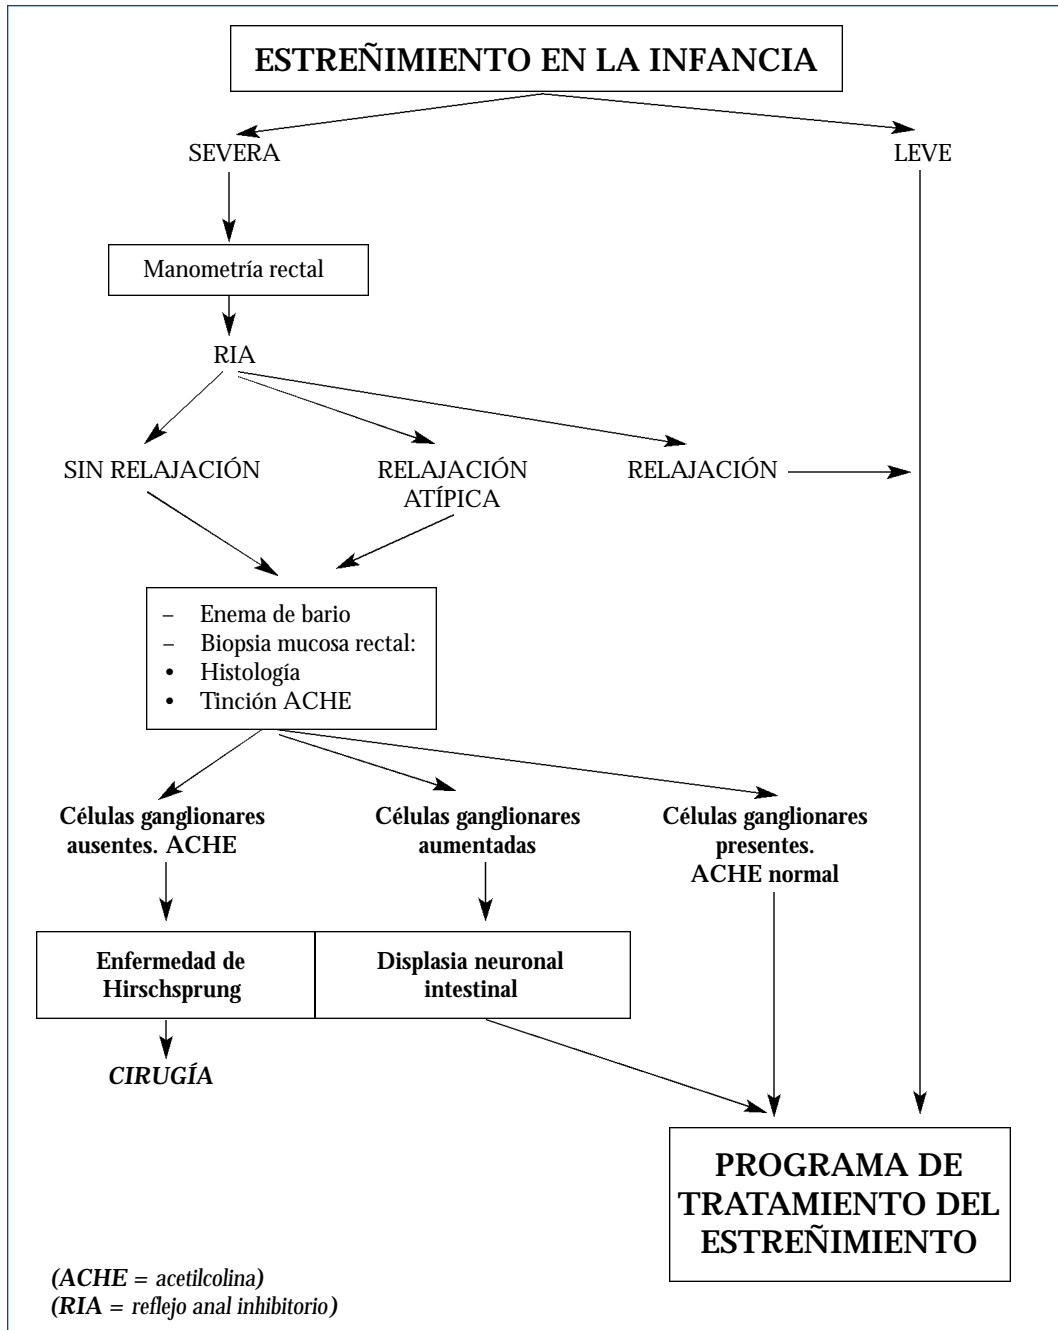 ESTREÑIMIENTO EN LA INFANCIA
SEVERA
LEVE
Manometría rectal
RIA
SIN RELAJACIÓN
RELAJACIÓN
ATÍPICA
RELAJACIÓN
– Enema de bario
– Biopsia mucosa rectal:
• Histología
• Tinción ACHE
Células ganglionares
ausentes. ACHE
Células ganglionares
aumentadas
Células ganglionares
presentes.
ACHE normal
Enfermedad de
Hirschsprung
Displasia neuronal
intestinal
CIRUGÍA
PROGRAMA DE
TRATAMIENTO DEL
ESTREÑIMIENTO
(ACHE = acetilcolina)
(RIA = reflejo anal inhibitorio)